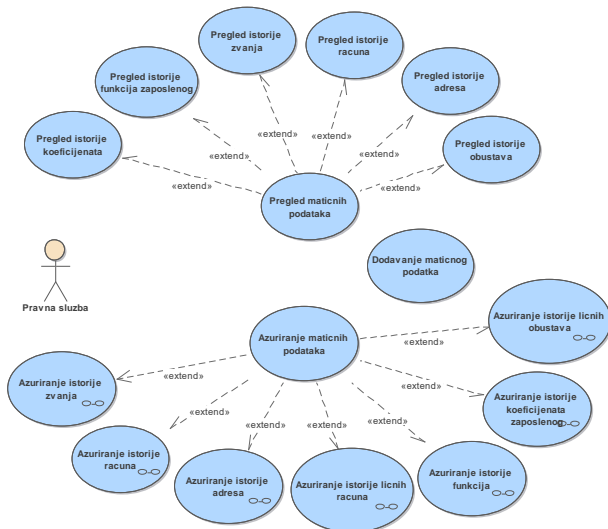 Pregled istorije
zvanja
Pregled istorije
racuna
Pregled istorije
funkcija zaposlenog
Pregled istorije
adresa
Pregled istorije
koeficijenata
Pregled istorije
obustava
«extend»
«extend»
«extend»
«extend»
«extend»
«extend»
Pregled maticnih
podataka
Dodavanje maticnog
podatka
Pravna sluzba
Azuriranje maticnih
podataka
Azuriranje istorije licnih
obustava
«extend»
«extend»
«extend»
«extend»
«extend»
«extend»
«extend»
Azuriranje istorije
zvanja
Azuriranje istorije
koeficijenata
zaposlenog
Azuriranje istorije
racuna
Azuriranje istorije
adresa
Azuriranje istorije licnih
racuna
Azuriranje istorije
funkcija